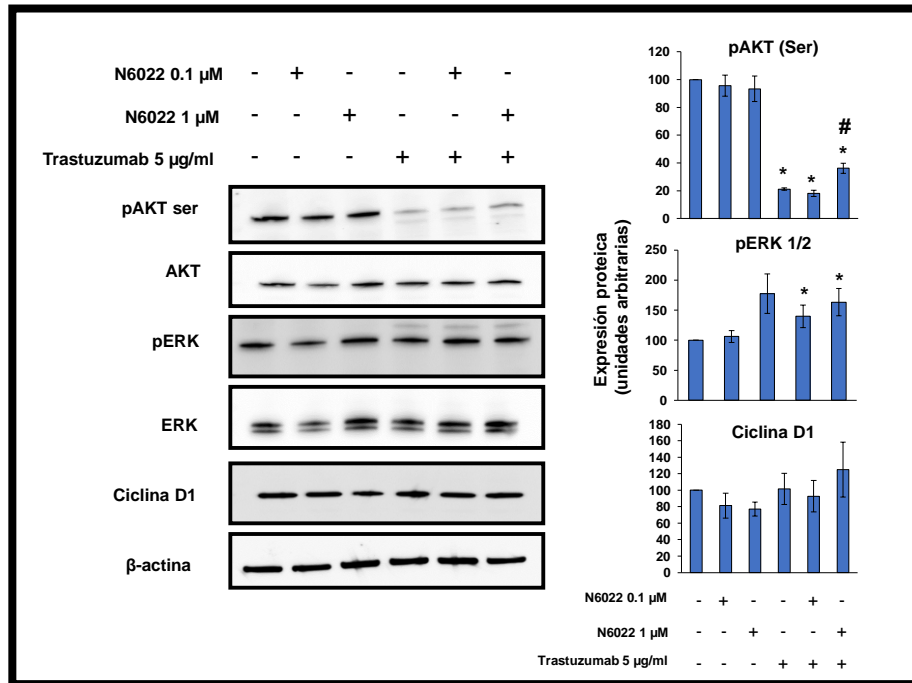 N6022 0.1 µM - + - - + -
N6022 1 µM - - + - - +
Trastuzumab 5 µg/ml - - - + + +
pAKT ser
AKT
pERK
ERK
Ciclina D1
β-actina
Expresión proteica
(unidades arbitrarias)
pAKT (Ser)
120
100
80
60
40
20
0
* * * #
pERK 1/2
250
200
150
100
50
0
* *
Ciclina D1
180
160
140
120
100
80
60
40
20
0
N6022 0.1 µM - + - - + -
N6022 1 µM - - + - - +
Trastuzumab 5 µg/ml - - - + + +